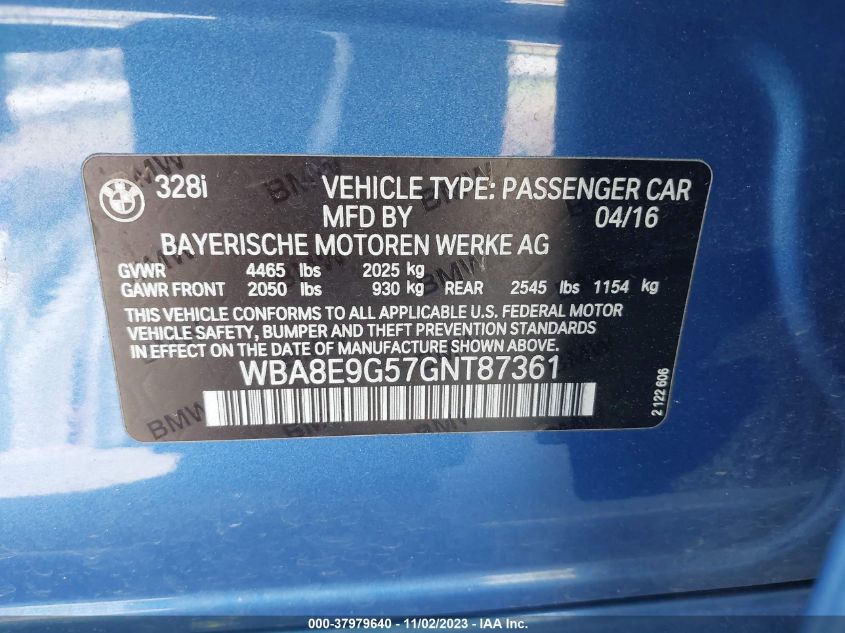 328i VEHICLE TYPE: PASSENGER CAR
MFD BY 04/16
BAYERISCHE MOTOREN WERKE AG
GVWR 4465 lbs 2025 kg
GAWR FRONT 2050 lbs 930 kg REAR 2545 lbs 1154 kg
THIS VEHICLE CONFORMS TO ALL APPLICABLE U.S. FEDERAL MOTOR
VEHICLE SAFETY, BUMPER AND THEFT PREVENTION STANDARDS
IN EFFECT ON THE DATE OF MANUFACTURE SHOWN ABOVE.
WBA8E9G57GNT87361
2 122 606
000-37979640 - 11/02/2023 - Copart, Inc.